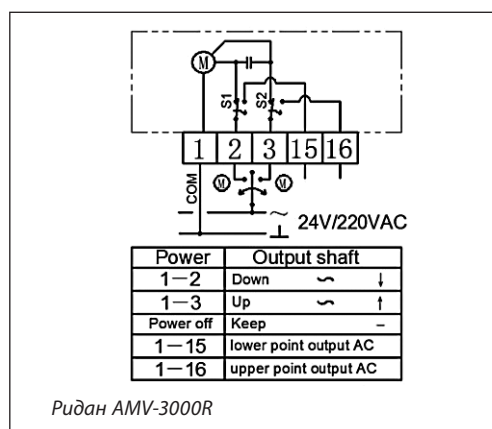 M
S1
S2
1 2 3 15 16
M M
COM
~
24V/220VAC
Power Output shaft
1—2 Down ∽ ↓
1—3 Up ∽ ↑
Power off Keep –
1—15 lower point output AC
1—16 upper point output AC
Ридан AMV-3000R